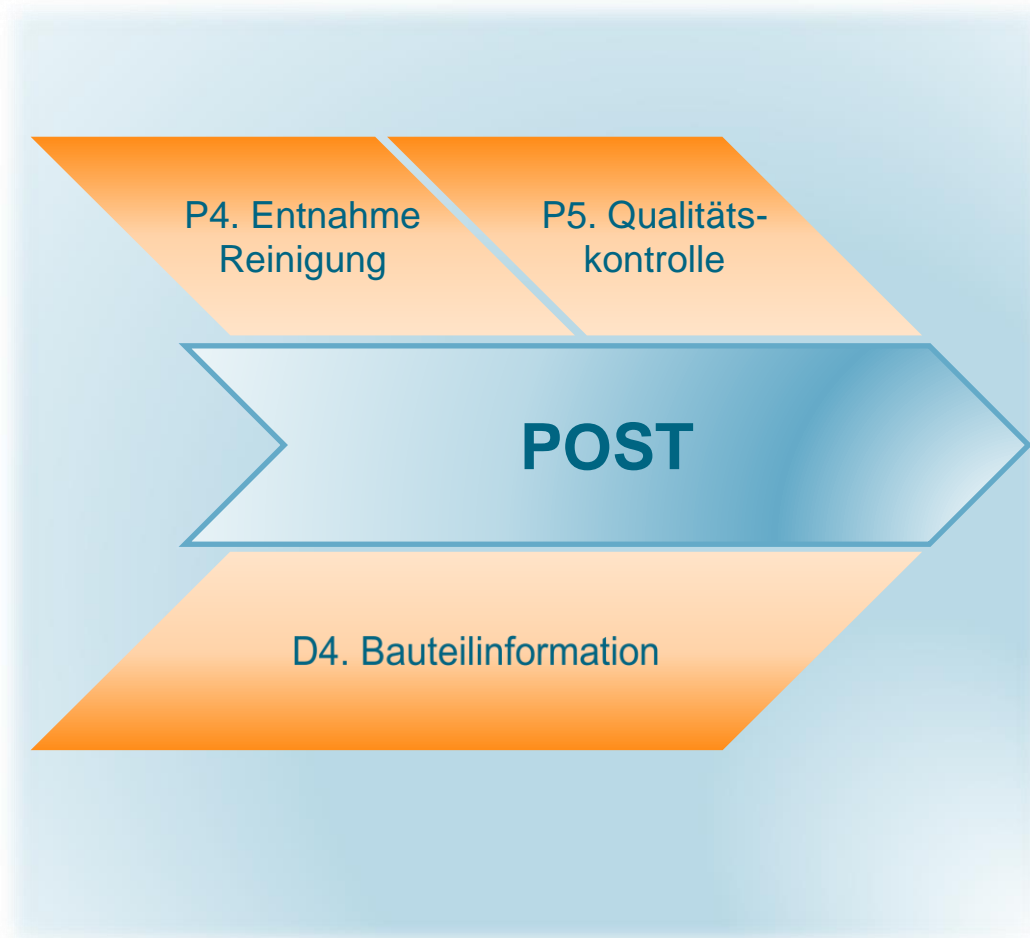 P4. Entnahme
Reinigung
P5. Qualitäts-
kontrolle
POST
D4. Bauteilinformation